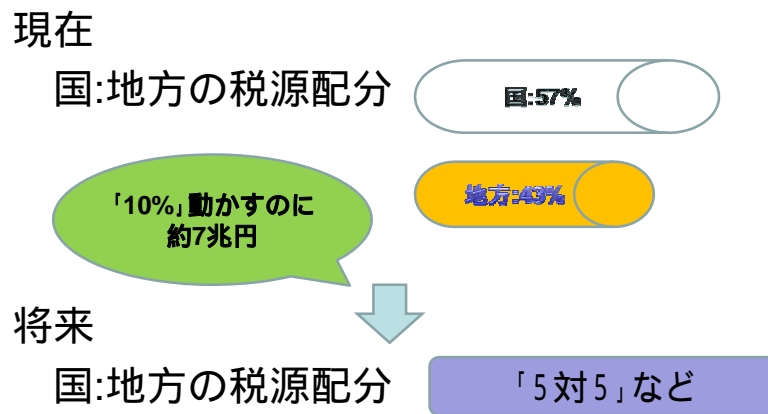 現在
国:地方の税源配分
国:57%
地方:43%
「10%」動かすのに
約7兆円
将来
国:地方の税源配分
「5対5」など